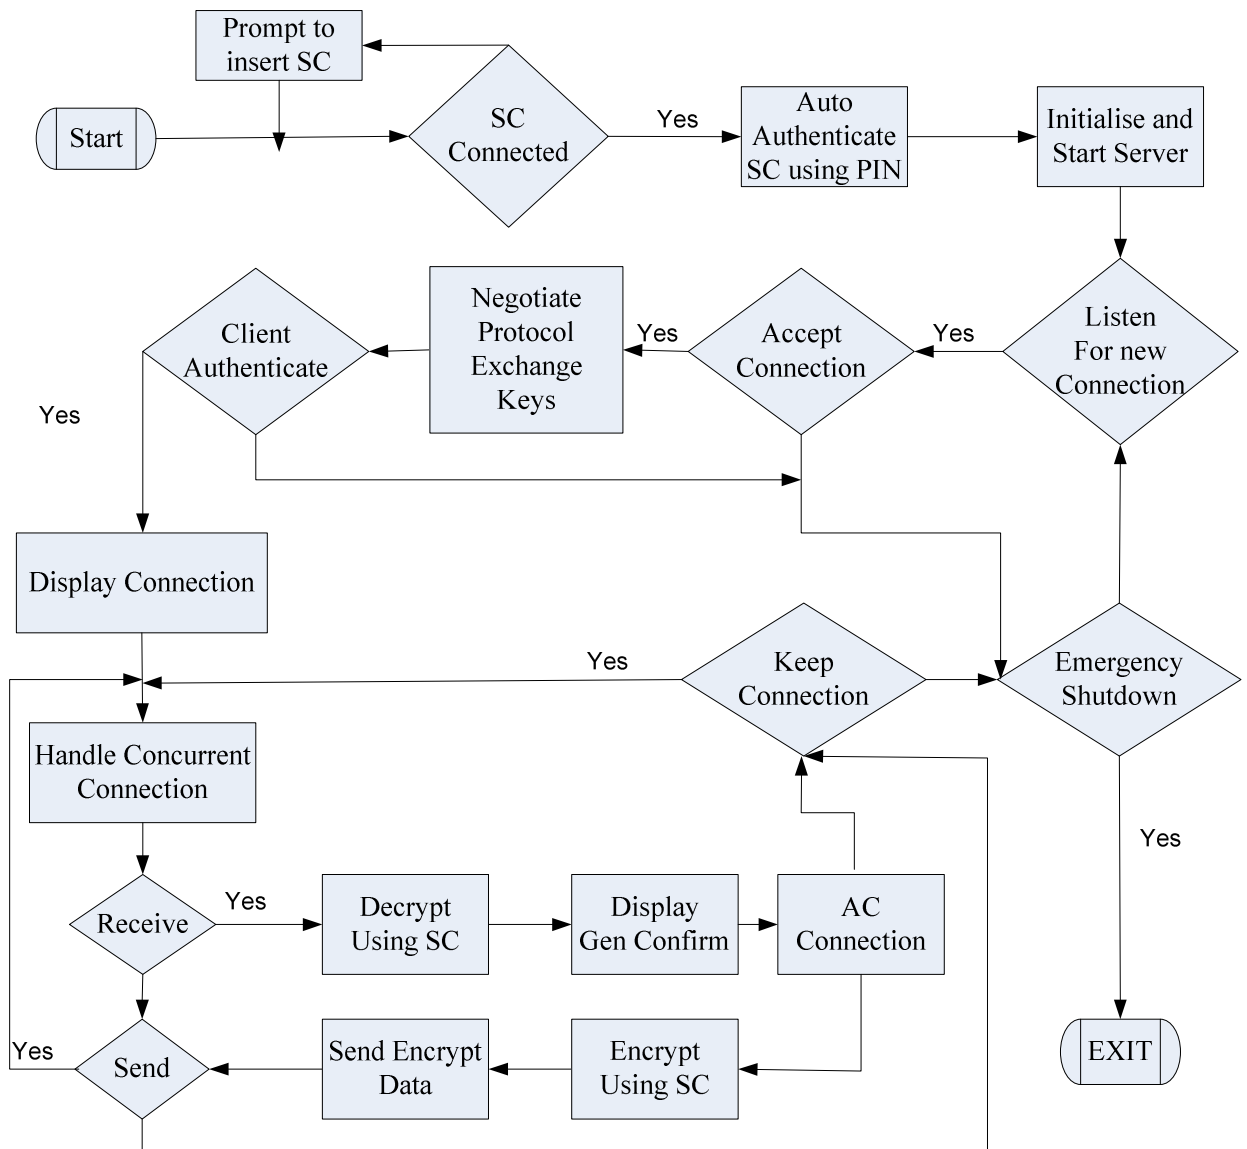 Prompt to
insert SC
Start
SC
Connected
Yes
Auto
Authenticate
SC using PIN
Initialise and
Start Server
Client
Authenticate
Negotiate
Protocol
Exchange
Keys
Yes
Accept
Connection
Yes
Listen
For new
Connection
Yes
Display Connection
Yes
Keep
Connection
Emergency
Shutdown
Handle Concurrent
Connection
Yes
Receive
Yes
Decrypt
Using SC
Display
Gen Confirm
AC
Connection
Yes
Send
Send Encrypt
Data
Encrypt
Using SC
EXIT